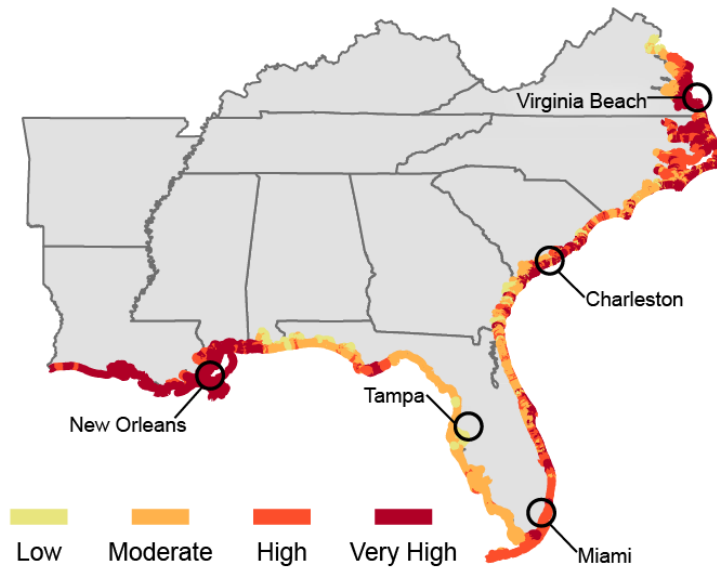 Virginia Beach
Charleston
Tampa
New Orleans
Miami
Low
Moderate
High
Very High